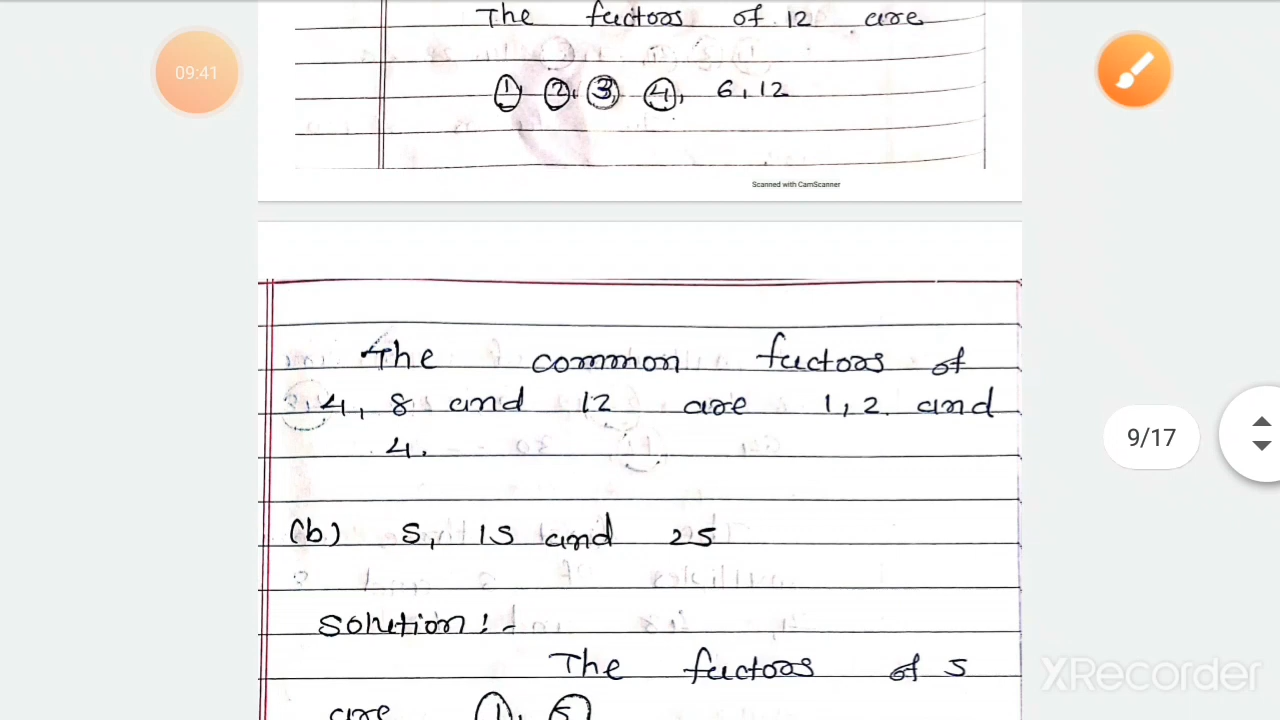 The factors of 12 are
09:41
1, 2, 3, 4, 6, 12
Scanned with CamScanner
The common factors of
4, 8 and 12 are 1, 2 and
4.
9/17
(b) 5, 15 and 25
Solution:-
The factors of 5
are 1, 5
XRecorder